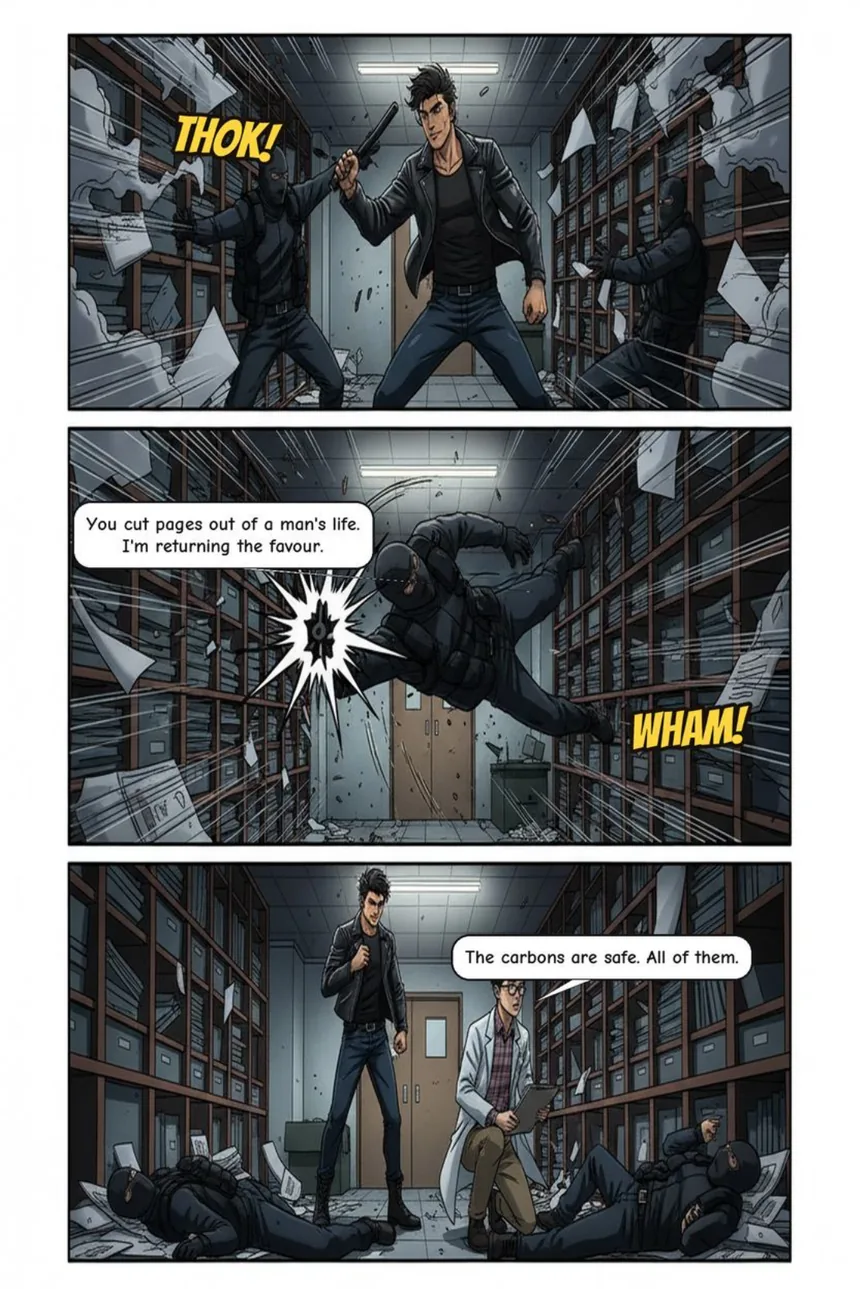 THOK!
You cut pages out of a man's life.
I'm returning the favour.
WHAM!
The carbons are safe. All of them.